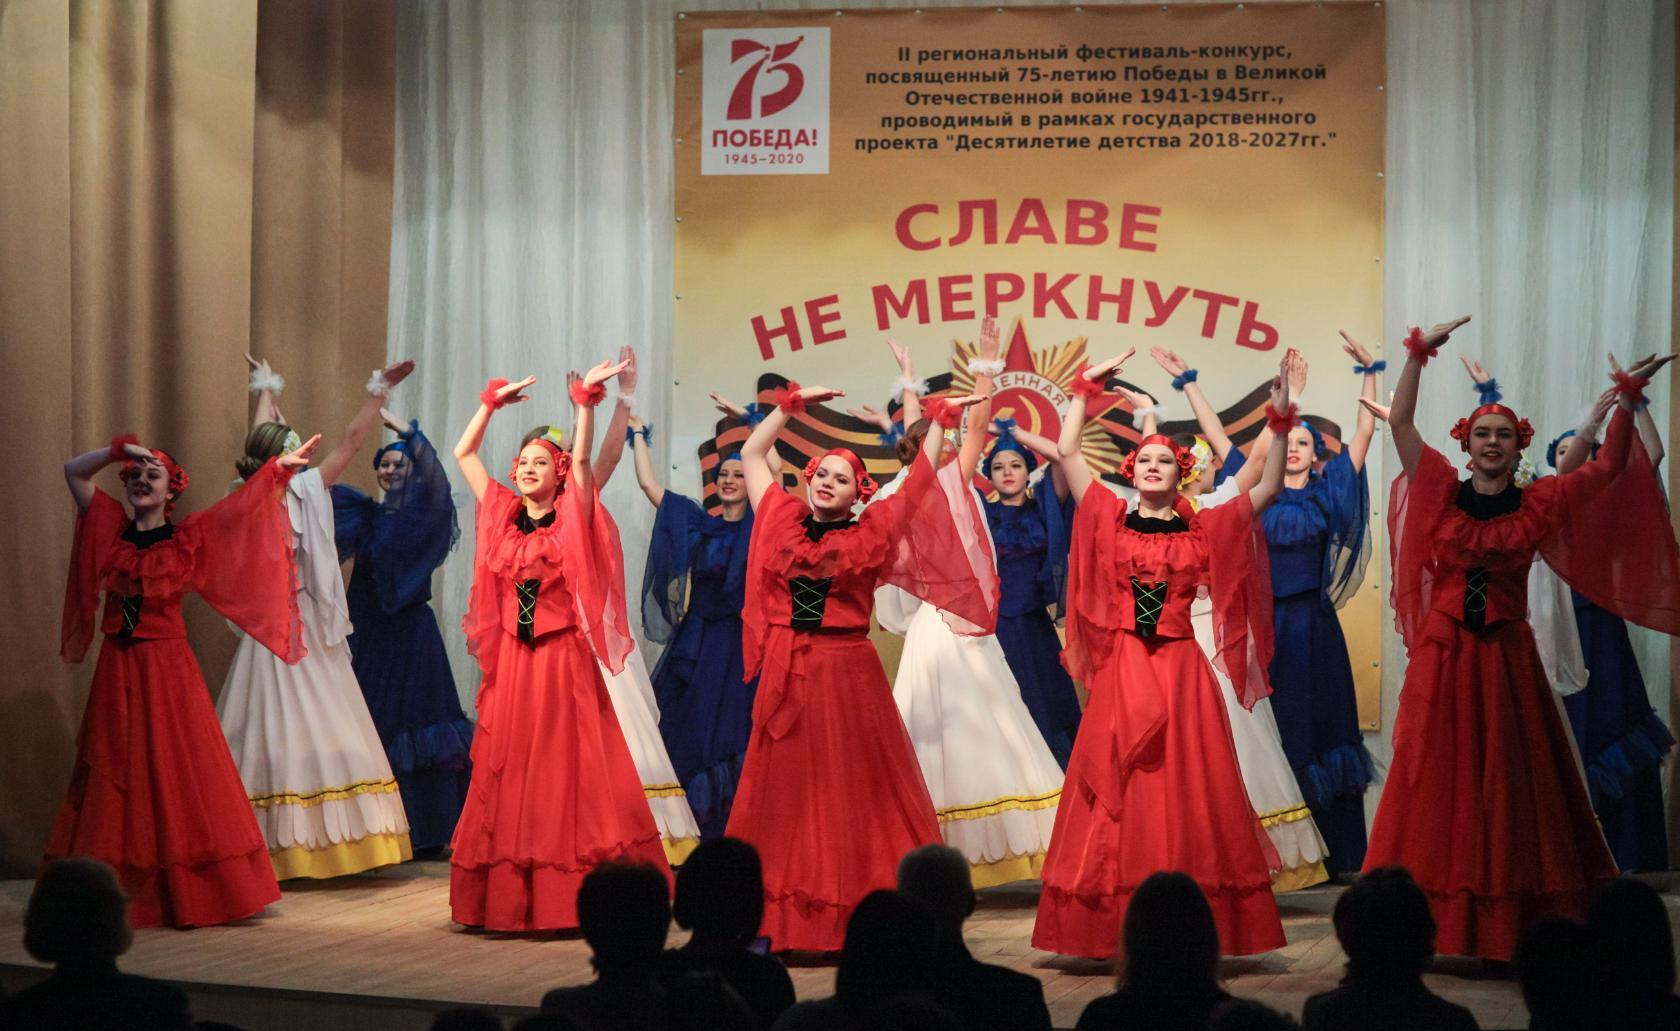 75
ПОБЕДА!
1945–2020
II региональный фестиваль-конкурс,
посвященный 75-летию Победы в Великой
Отечественной войне 1941-1945гг.,
проводимый в рамках государственного
проекта "Десятилетие детства 2018-2027гг."
СЛАВЕ
НЕ МЕРКНУТЬ